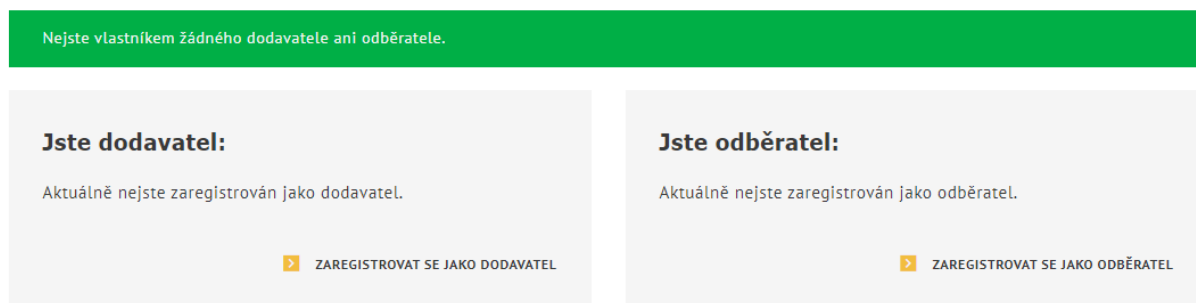 Nejste vlastníkem žádného dodavatele ani odběratele.
Jste dodavatel:
Aktuálně nejste zaregistrován jako dodavatel.
ZAREGISTROVAT SE JAKO DODAVATEL
Jste odběratel:
Aktuálně nejste zaregistrován jako odběratel.
ZAREGISTROVAT SE JAKO ODBĚRATEL